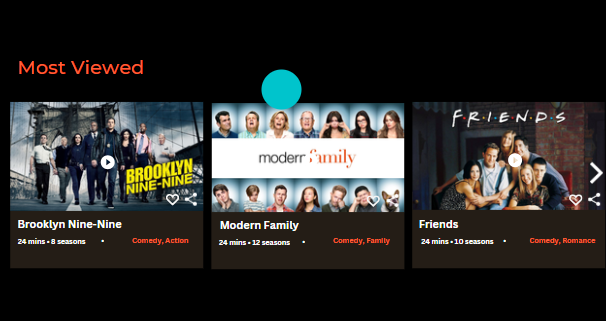 Most Viewed
BROOKLYN
NINE-NINE
modern family
F·R·I·E·N·D·S
Brooklyn Nine-Nine
24 mins • 8 seasons • Comedy, Action
Modern Family
24 mins • 12 seasons • Comedy, Family
Friends
24 mins • 10 seasons • Comedy, Romance